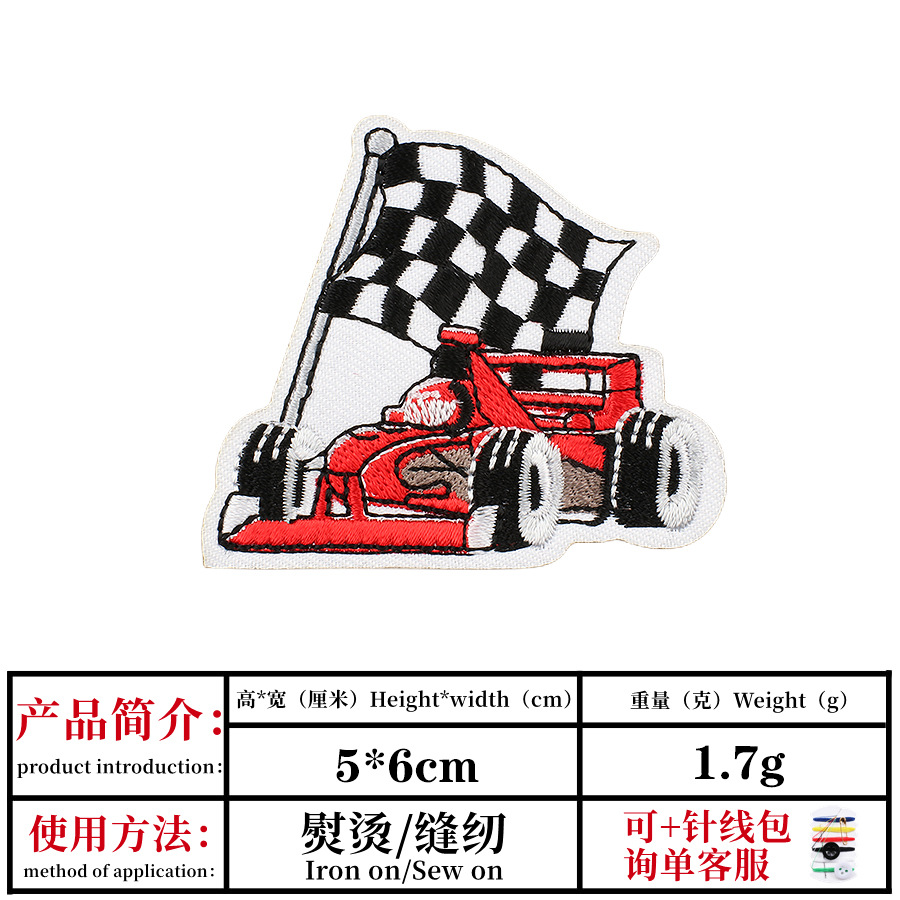 产品简介:
product introduction:
高*宽（厘米）Height*width（cm）
重量（克）Weight（g）
5*6cm
1.7g
使用方法:
method of application:
熨烫/缝纫
Iron on/Sew on
可+针线包
询单客服